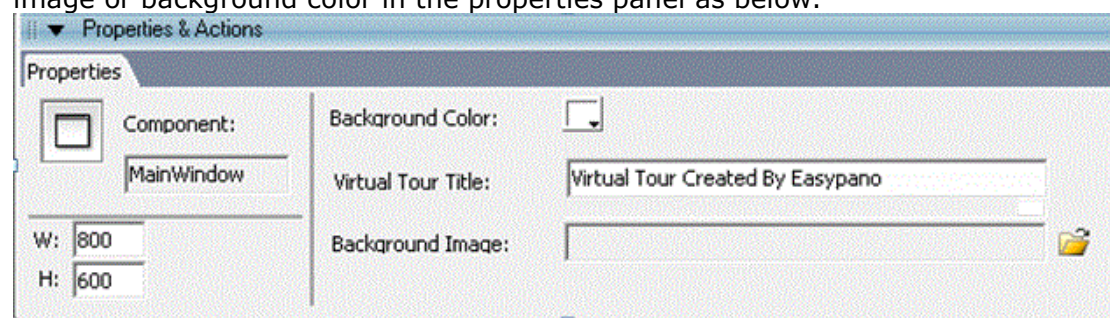 image or background color in the properties panel as below.
Properties & Actions
Properties
Component:
MainWindow
W: 800
H: 600
Background Color:
Virtual Tour Title: Virtual Tour Created By Easypano
Background Image: